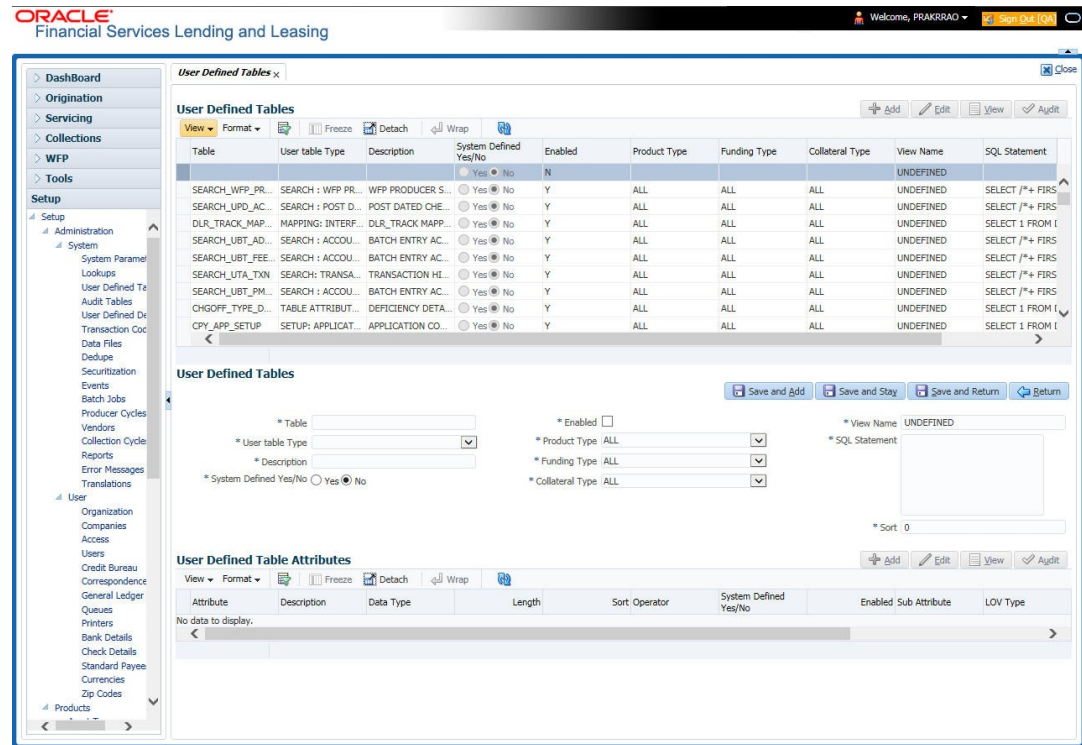 ORACLE
Financial Services Lending and Leasing
Welcome, PRAKRRAO
Sign Out [QA]
DashBoard
Origination
Servicing
Collections
WFP
Tools
Setup
Setup
Administration
System
System Paramet
Lookups
User Defined Ta
Audit Tables
User Defined De
Transaction Cod
Data Files
Dedupe
Securitization
Events
Batch Jobs
Producer Cycles
Vendors
Collection Cycle
Reports
Error Messages
Translations
User
Organization
Companies
Access
Users
Credit Bureau
Correspondence
General Ledger
Queues
Printers
Bank Details
Check Details
Standard Payee
Currencies
Zip Codes
Products
User Defined Tables x
Close
User Defined Tables
Add Edit View Audit
View Format Freeze Detach Wrap
Table User table Type Description System Defined Yes/No Enabled Product Type Funding Type Collateral Type View Name SQL Statement
Yes No N UNDEFINED
SEARCH_WFP_PR... SEARCH : WFP PR... WFP PRODUCER S... Yes No Y ALL ALL ALL UNDEFINED SELECT /*+ FIRS
SEARCH_UPD_AC... SEARCH : POST D... POST DATED CHE... Yes No Y ALL ALL ALL UNDEFINED SELECT /*+ FIRS
DLR_TRACK_MAP... MAPPING: INTERF... DLR_TRACK MAPP... Yes No Y ALL ALL ALL UNDEFINED SELECT 1 FROM D
SEARCH_UBT_AD... SEARCH : ACCOU... BATCH ENTRY AC... Yes No Y ALL ALL ALL UNDEFINED SELECT /*+ FIRS
SEARCH_UBT_FEE... SEARCH : ACCOU... BATCH ENTRY AC... Yes No Y ALL ALL ALL UNDEFINED SELECT /*+ FIRS
SEARCH_UTA_TXN SEARCH: TRANSA... TRANSACTION HI... Yes No Y ALL ALL ALL UNDEFINED SELECT /*+ FIRS
SEARCH_UBT_PM... SEARCH : ACCOU... BATCH ENTRY AC... Yes No Y ALL ALL ALL UNDEFINED SELECT /*+ FIRS
CHGOFF_TYPE_D... TABLE ATTRIBUT... DEFICIENCY DETA... Yes No Y ALL ALL ALL UNDEFINED SELECT 1 FROM D
CPY_APP_SETUP SETUP: APPLICAT... APPLICATION CO... Yes No Y ALL ALL ALL UNDEFINED SELECT 1 FROM D
User Defined Tables
Save and Add Save and Stay Save and Return Return
* Table
* User table Type
* Description
* System Defined Yes/No Yes No
* Enabled
* Product Type ALL
* Funding Type ALL
* Collateral Type ALL
* View Name UNDEFINED
* SQL Statement
* Sort 0
User Defined Table Attributes
Add Edit View Audit
View Format Freeze Detach Wrap
Attribute Description Data Type Length Sort Operator System Defined Yes/No Enabled Sub Attribute LOV Type
No data to display.